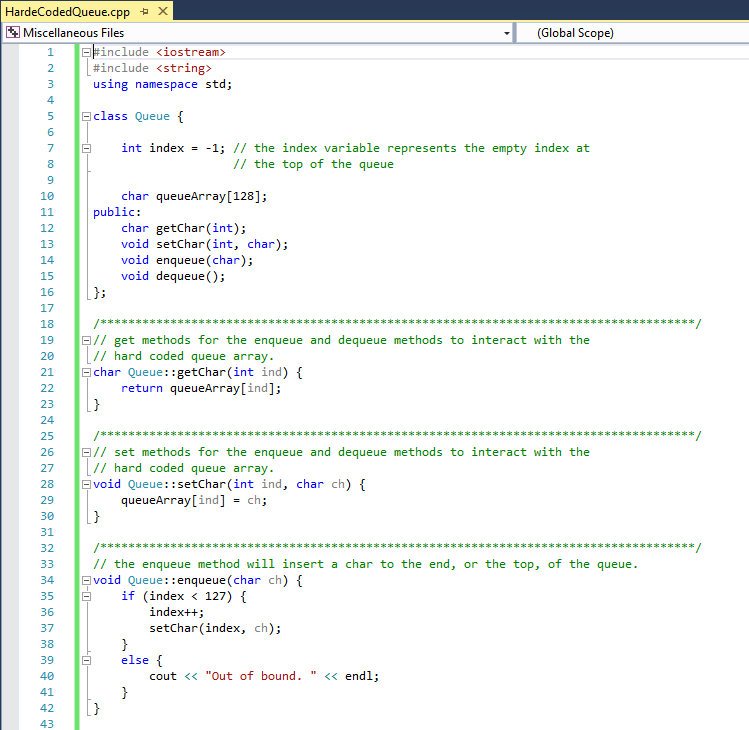 HardeCodedQueue.cpp
Miscellaneous Files (Global Scope)
1 #include <iostream>
2 #include <string>
3 using namespace std;
4
5 class Queue {
6
7 int index = -1; // the index variable represents the empty index at
8 // the top of the queue
9
10 char queueArray[128];
11 public:
12 char getChar(int);
13 void setChar(int, char);
14 void enqueue(char);
15 void dequeue();
16 };
17
18 /*************************************************************************************/
19 // get methods for the enqueue and dequeue methods to interact with the
20 // hard coded queue array.
21 char Queue::getChar(int ind) {
22 return queueArray[ind];
23 }
24
25 /*************************************************************************************/
26 // set methods for the enqueue and dequeue methods to interact with the
27 // hard coded queue array.
28 void Queue::setChar(int ind, char ch) {
29 queueArray[ind] = ch;
30 }
31
32 /*************************************************************************************/
33 // the enqueue method will insert a char to the end, or the top, of the queue.
34 void Queue::enqueue(char ch) {
35 if (index < 127) {
36 index++;
37 setChar(index, ch);
38 }
39 else {
40 cout << "Out of bound. " << endl;
41 }
42 }
43